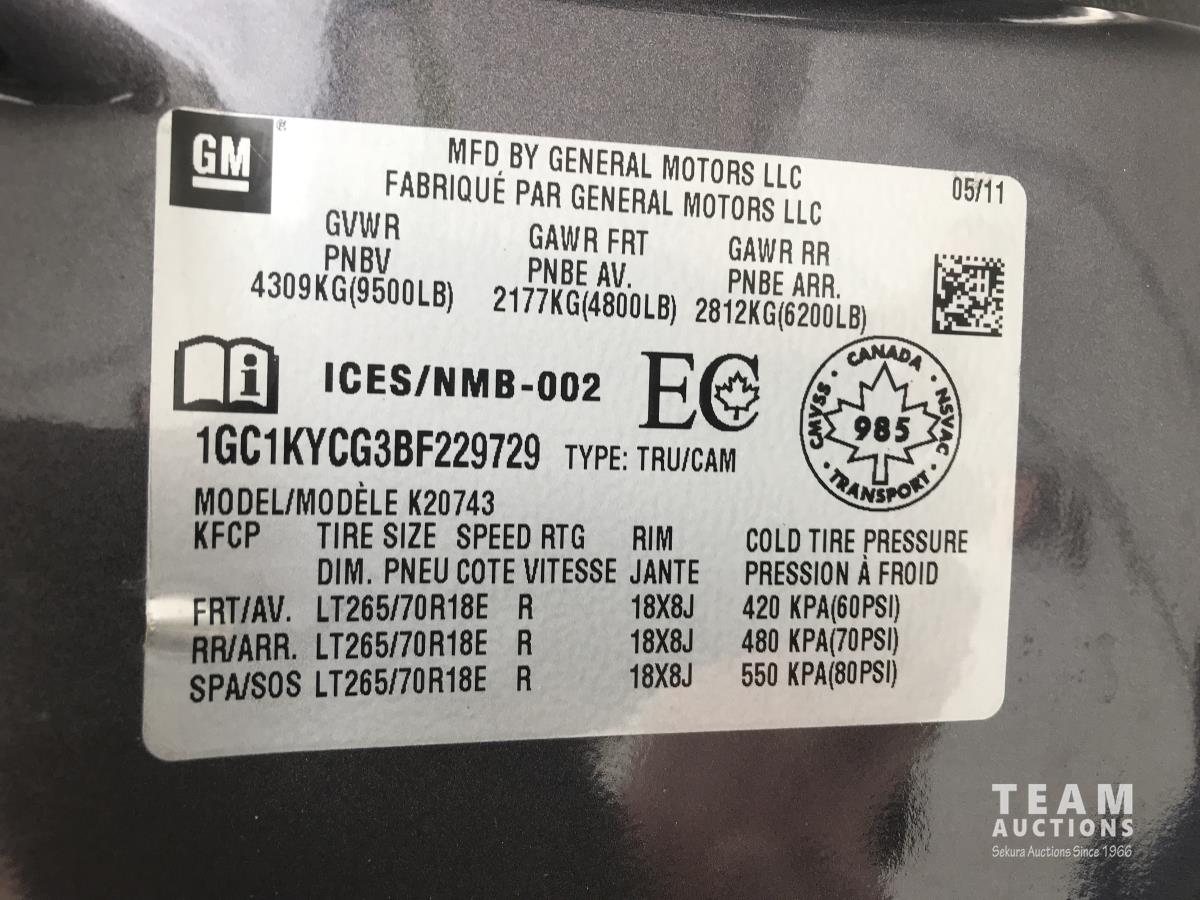 GM ®
MFD BY GENERAL MOTORS LLC
FABRIQUÉ PAR GENERAL MOTORS LLC
05/11
GVWR GAWR FRT GAWR RR
PNBV PNBE AV. PNBE ARR.
4309KG(9500LB) 2177KG(4800LB) 2812KG(6200LB)
i ICES/NMB-002 EC
CANADA · NSVAC · TRANSPORT · CMVSS ·
985
1GC1KYCG3BF229729 TYPE: TRU/CAM
MODEL/MODÈLE K20743
KFCP TIRE SIZE SPEED RTG RIM COLD TIRE PRESSURE
DIM. PNEU COTE VITESSE JANTE PRESSION À FROID
FRT/AV. LT265/70R18E R 18X8J 420 KPA(60PSI)
RR/ARR. LT265/70R18E R 18X8J 480 KPA(70PSI)
SPA/SOS LT265/70R18E R 18X8J 550 KPA(80PSI)
TEAM
AUCTIONS
Sekura Auctions Since 1966